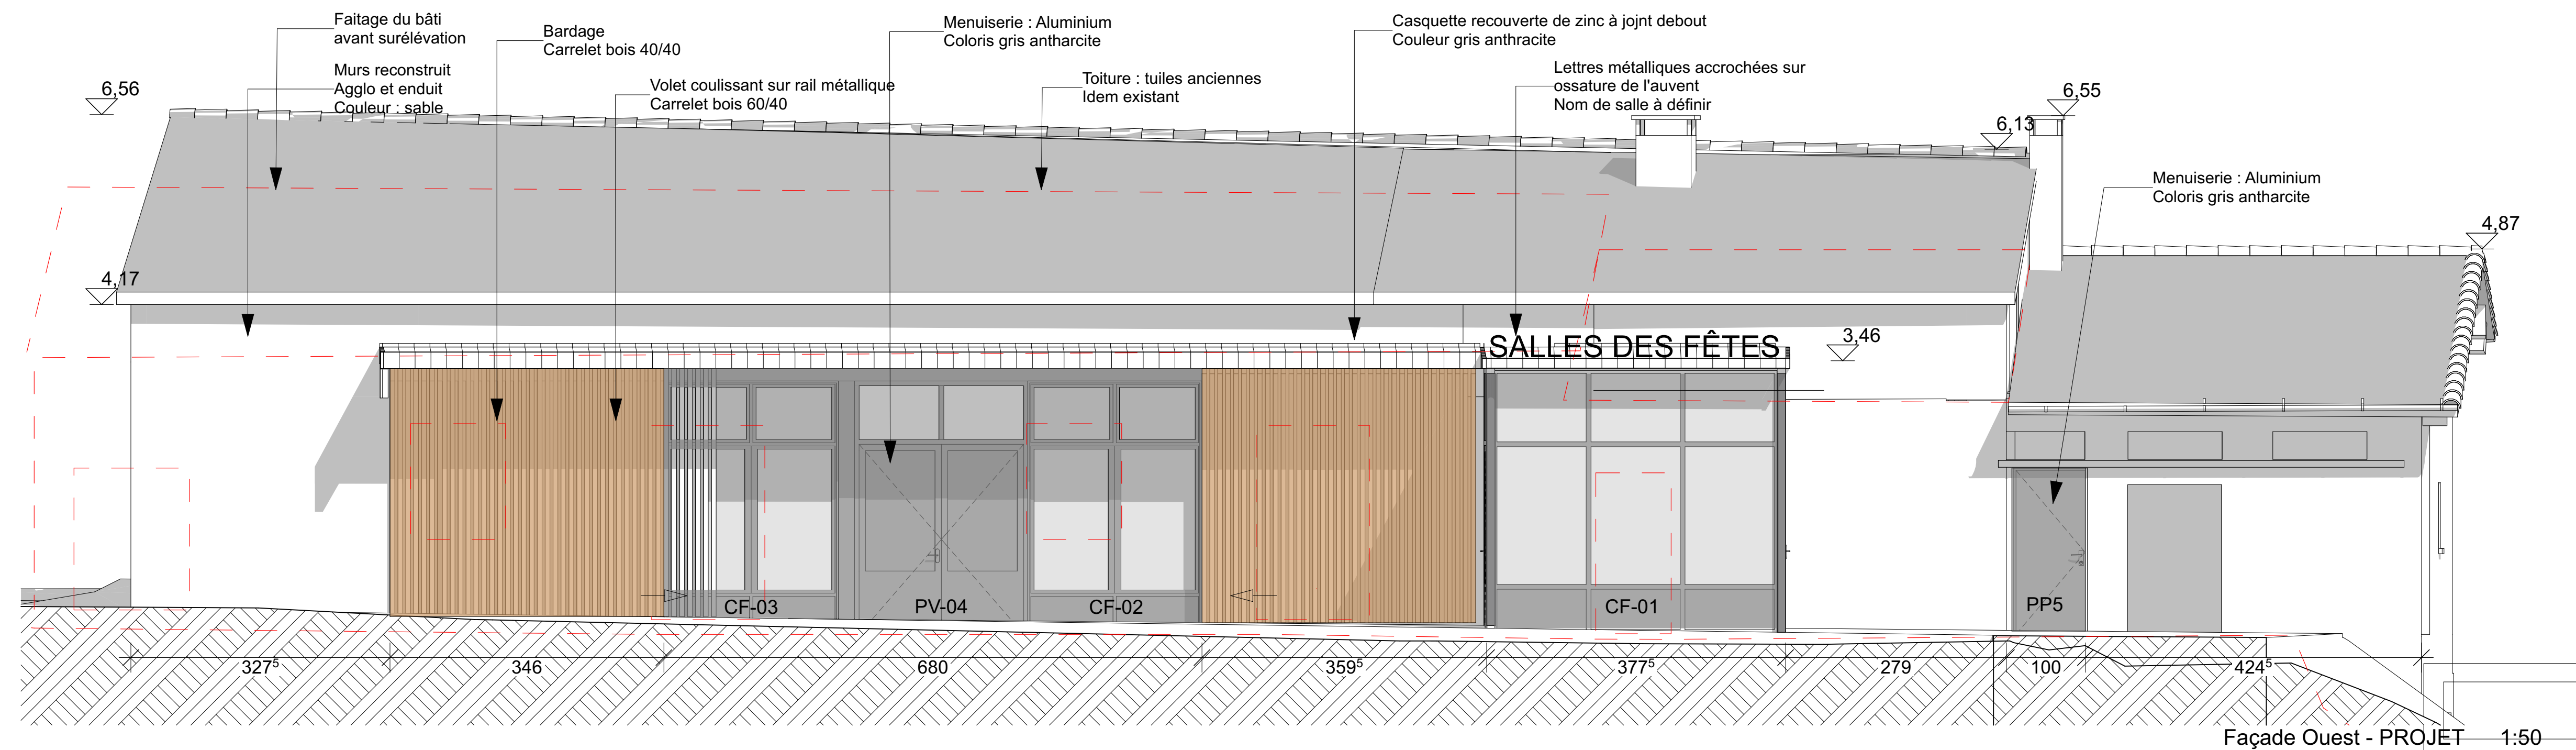 Faitage du bâti
avant surélévation
Bardage
Carrelet bois 40/40
Menuiserie : Aluminium
Coloris gris antharcite
Casquette recouverte de zinc à jojnt debout
Couleur gris anthracite
Murs reconstruit
Agglo et enduit
Couleur : sable
Volet coulissant sur rail métallique
Carrelet bois 60/40
Toiture : tuiles anciennes
Idem existant
Lettres métalliques accrochées sur
ossature de l'auvent
Nom de salle à définir
6,56
6,55
6,13
Menuiserie : Aluminium
Coloris gris antharcite
4,87
4,17
3,46
SALLES DES FÊTES
CF-03
PV-04
CF-02
CF-01
PP5
327⁵
346
680
359⁵
377⁵
279
100
424⁵
Façade Ouest - PROJET 1:50